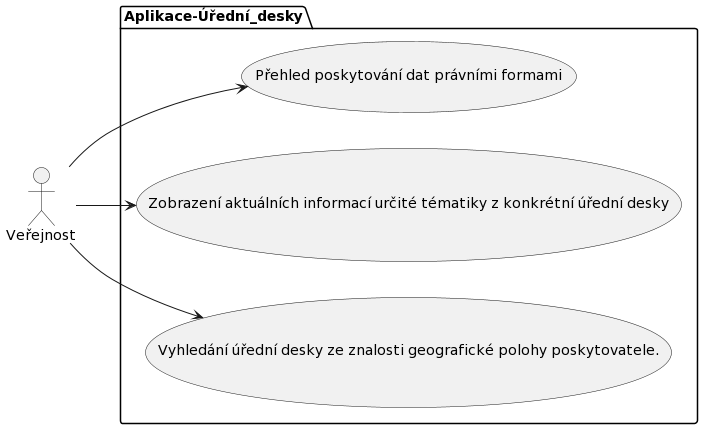 Aplikace-Úřední_desky
Přehled poskytování dat právními formami
Zobrazení aktuálních informací určité tématiky z konkrétní úřední desky
Veřejnost
Vyhledání úřední desky ze znalosti geografické polohy poskytovatele.